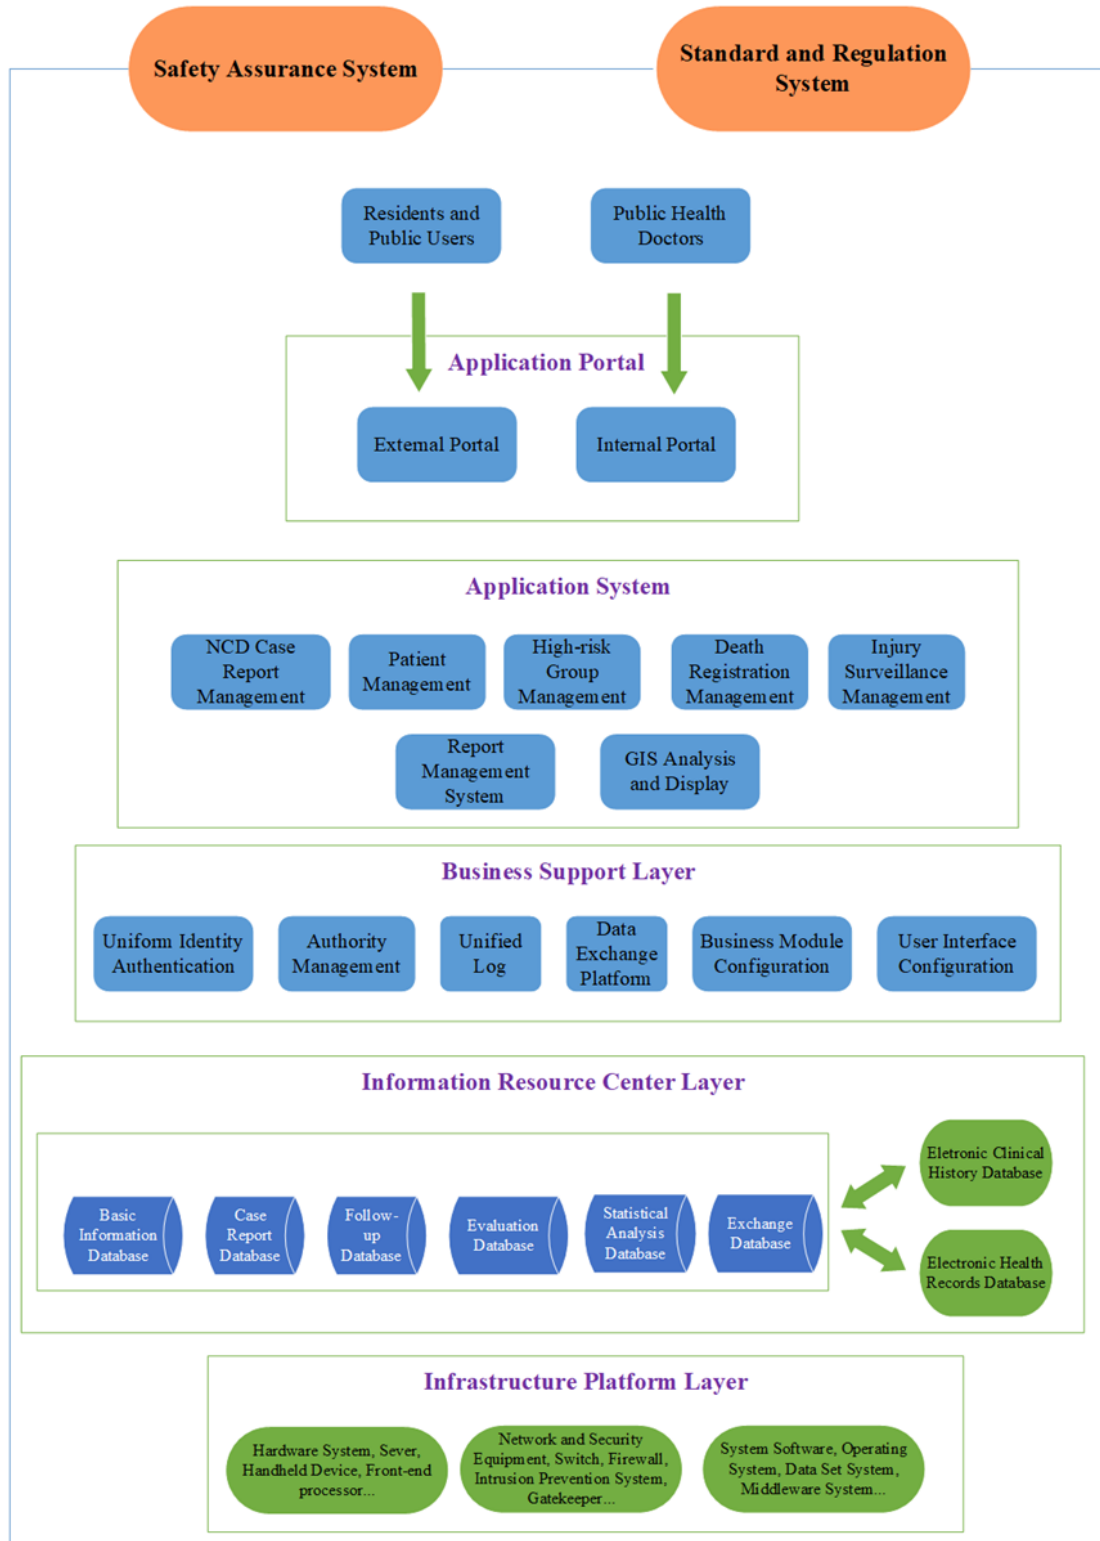 Safety Assurance System
Standard and Regulation
System
Residents and
Public Users
Public Health
Doctors
Application Portal
External Portal
Internal Portal
Application System
NCD Case
Report
Management
Patient
Management
High-risk
Group
Management
Death
Registration
Management
Injury
Surveillance
Management
Report
Management
System
GIS Analysis
and Display
Business Support Layer
Uniform Identity
Authentication
Authority
Management
Unified
Log
Data
Exchange
Platform
Business Module
Configuration
User Interface
Configuration
Information Resource Center Layer
Basic
Information
Database
Case
Report
Database
Follow-
up
Database
Evaluation
Database
Statistical
Analysis
Database
Exchange
Database
Eletronic Clinical
History Database
Electronic Health
Records Database
Infrastructure Platform Layer
Hardware System, Sever,
Handheld Device, Front-end
processor...
Network and Security
Equipment, Switch, Firewall,
Intrusion Prevention System,
Gatekeeper...
System Software, Operating
System, Data Set System,
Middleware System...